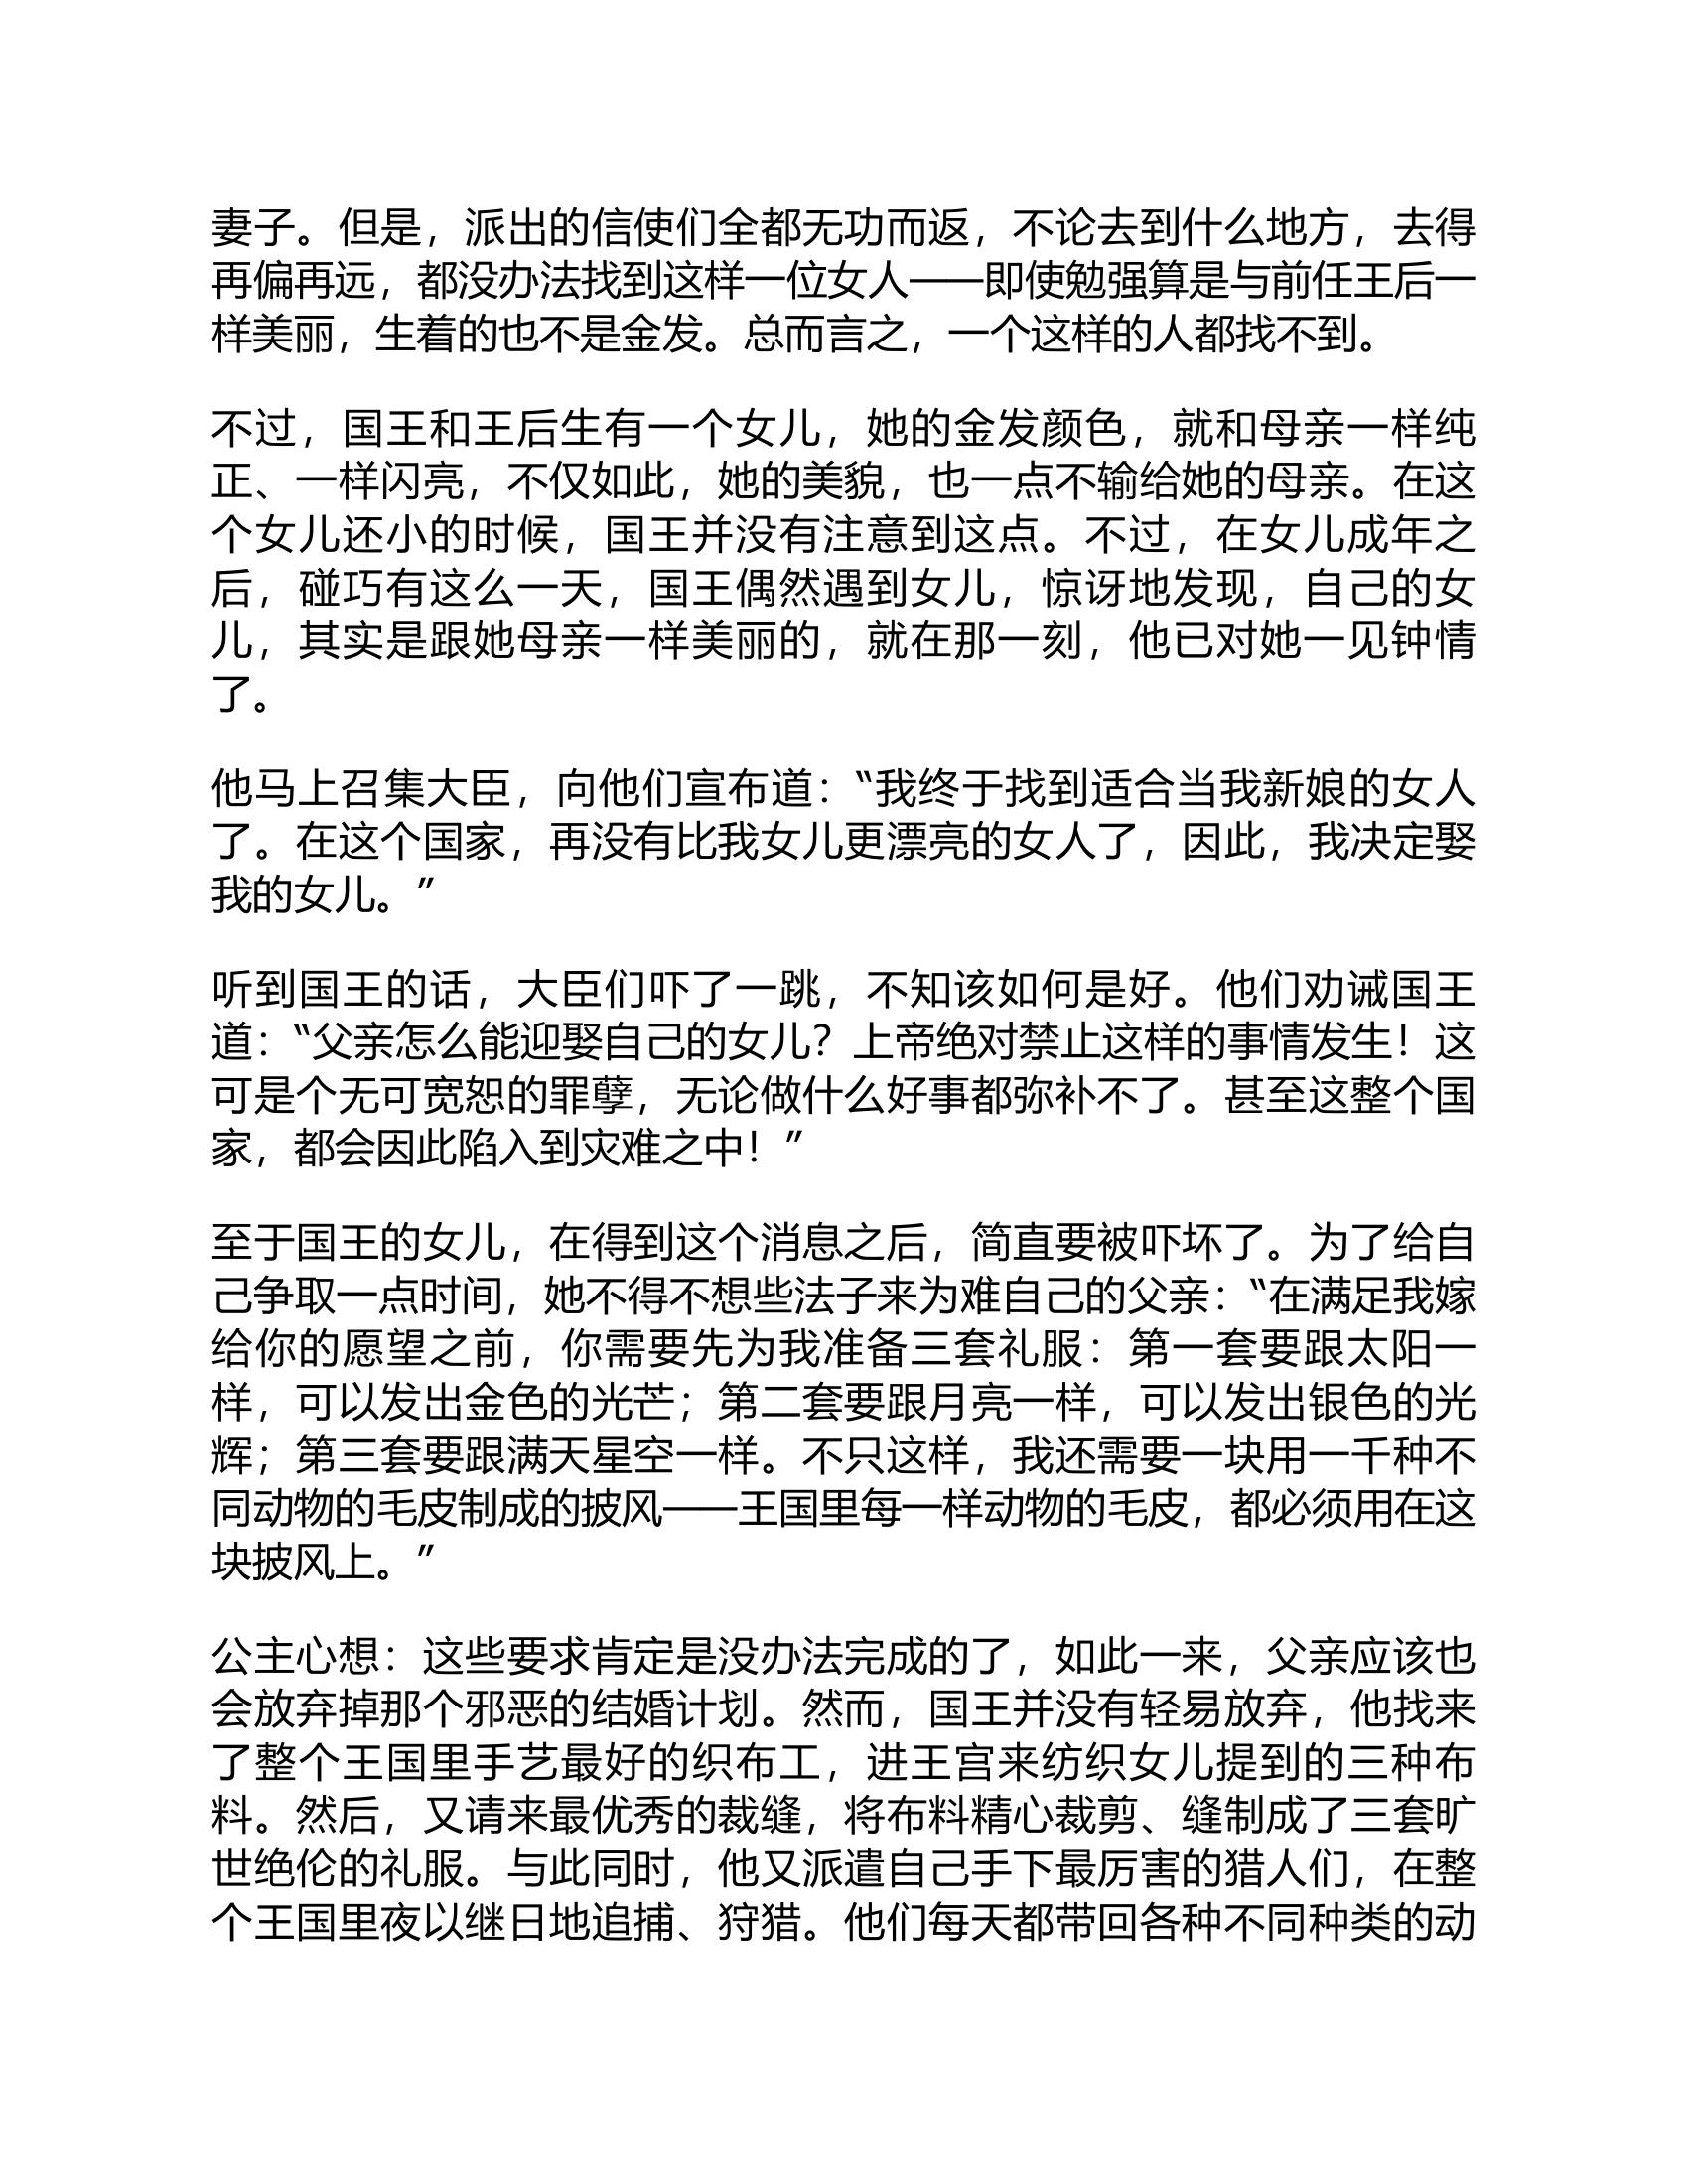 妻子。但是，派出的信使们全都无功而返，不论去到什么地方，去得
再偏再远，都没办法找到这样一位女人——即使勉强算是与前任王后一
样美丽，生着的也不是金发。总而言之，一个这样的人都找不到。
不过，国王和王后生有一个女儿，她的金发颜色，就和母亲一样纯
正、一样闪亮，不仅如此，她的美貌，也一点不输给她的母亲。在这
个女儿还小的时候，国王并没有注意到这点。不过，在女儿成年之
后，碰巧有这么一天，国王偶然遇到女儿，惊讶地发现，自己的女
儿，其实是跟她母亲一样美丽的，就在那一刻，他已对她一见钟情
了。
他马上召集大臣，向他们宣布道：“我终于找到适合当我新娘的女人
了。在这个国家，再没有比我女儿更漂亮的女人了，因此，我决定娶
我的女儿。”
听到国王的话，大臣们吓了一跳，不知该如何是好。他们劝诫国王
道：“父亲怎么能迎娶自己的女儿？上帝绝对禁止这样的事情发生！这
可是个无可宽恕的罪孽，无论做什么好事都弥补不了。甚至这整个国
家，都会因此陷入到灾难之中！”
至于国王的女儿，在得到这个消息之后，简直要被吓坏了。为了给自
己争取一点时间，她不得不想些法子来为难自己的父亲：“在满足我嫁
给你的愿望之前，你需要先为我准备三套礼服：第一套要跟太阳一
样，可以发出金色的光芒；第二套要跟月亮一样，可以发出银色的光
辉；第三套要跟满天星空一样。不只这样，我还需要一块用一千种不
同动物的毛皮制成的披风——王国里每一样动物的毛皮，都必须用在这
块披风上。”
公主心想：这些要求肯定是没办法完成的了，如此一来，父亲应该也
会放弃掉那个邪恶的结婚计划。然而，国王并没有轻易放弃，他找来
了整个王国里手艺最好的织布工，进王宫来纺织女儿提到的三种布
料。然后，又请来最优秀的裁缝，将布料精心裁剪、缝制成了三套旷
世绝伦的礼服。与此同时，他又派遣自己手下最厉害的猎人们，在整
个王国里夜以继日地追捕、狩猎。他们每天都带回各种不同种类的动